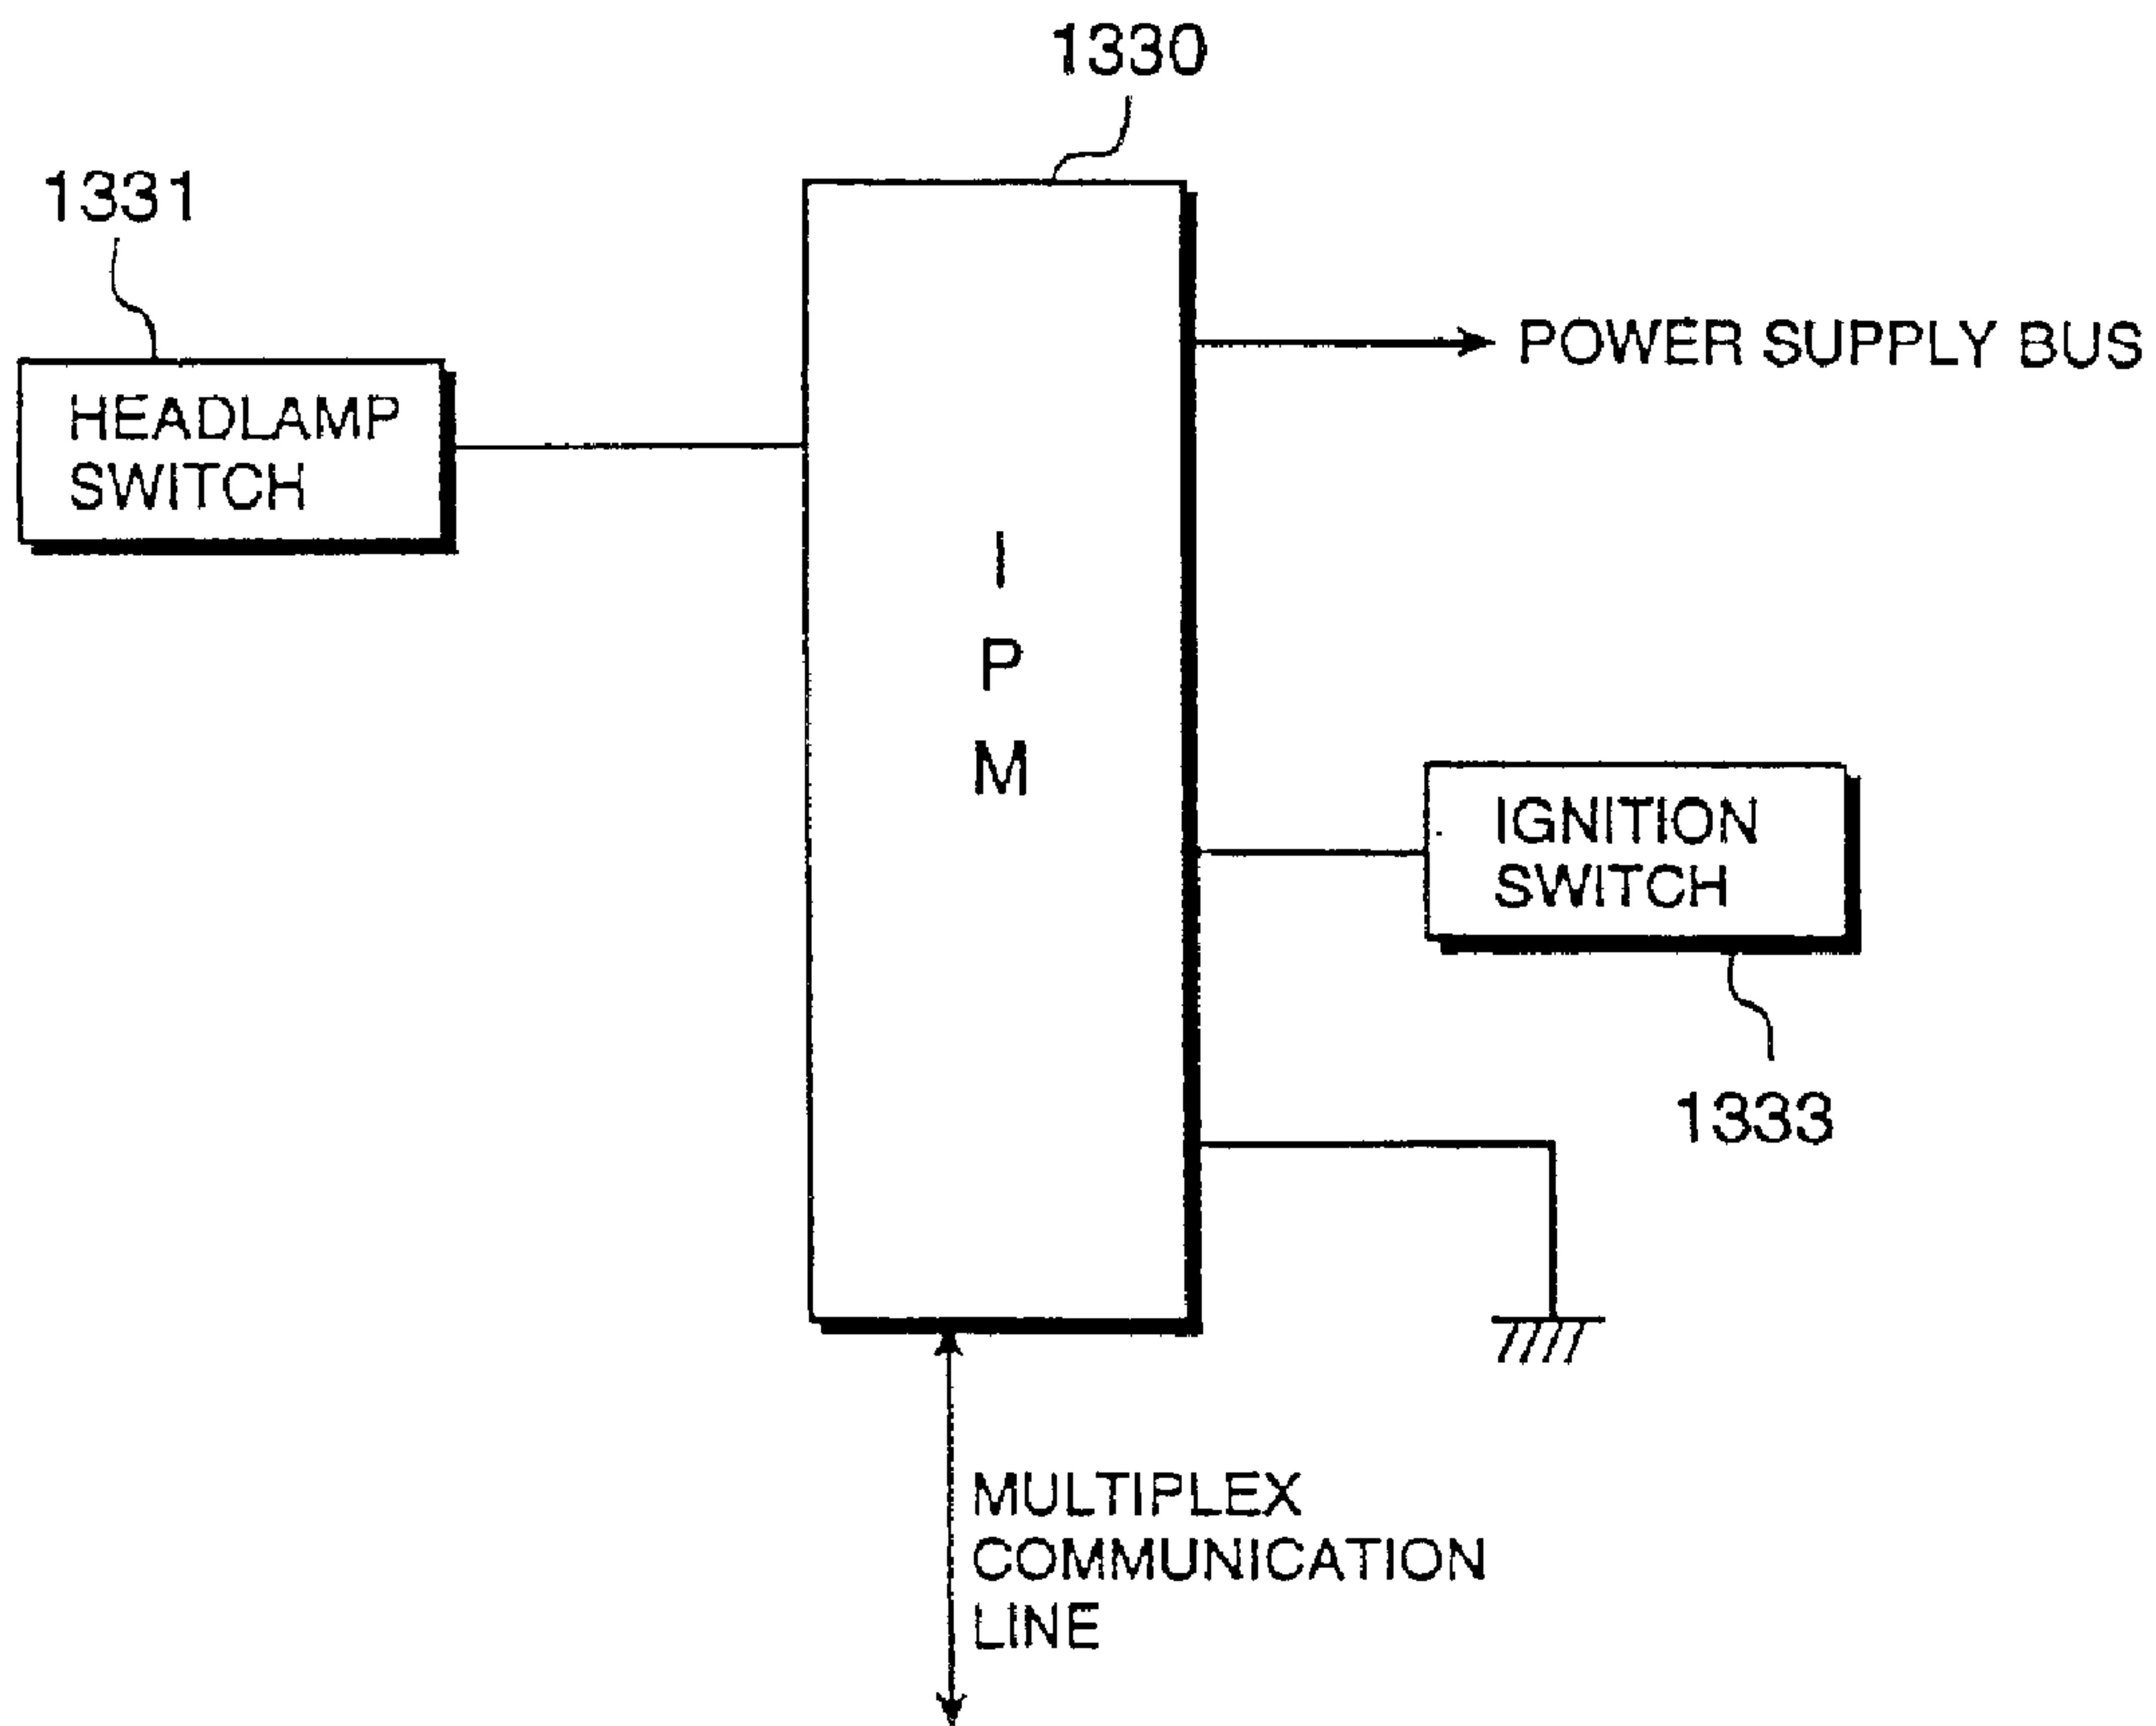 1330
1331
POWER SUPPLY BUS
HEADLAMP
SWITCH
I
P
M
IGNITION
SWITCH
1333
MULTIPLEX
COMMUNICATION
LINE